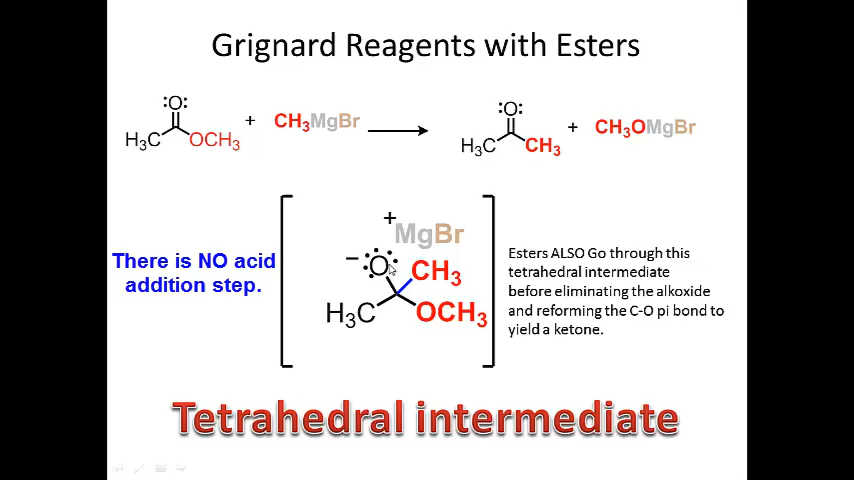 Grignard Reagents with Esters
:O:
H₃C OCH₃ + CH₃MgBr
:O:
H₃C CH₃ + CH₃OMgBr
There is NO acid
addition step.
+
MgBr
− O
CH₃
H₃C OCH₃
Esters ALSO Go through this
tetrahedral intermediate
before eliminating the alkoxide
and reforming the C-O pi bond to
yield a ketone.
Tetrahedral intermediate